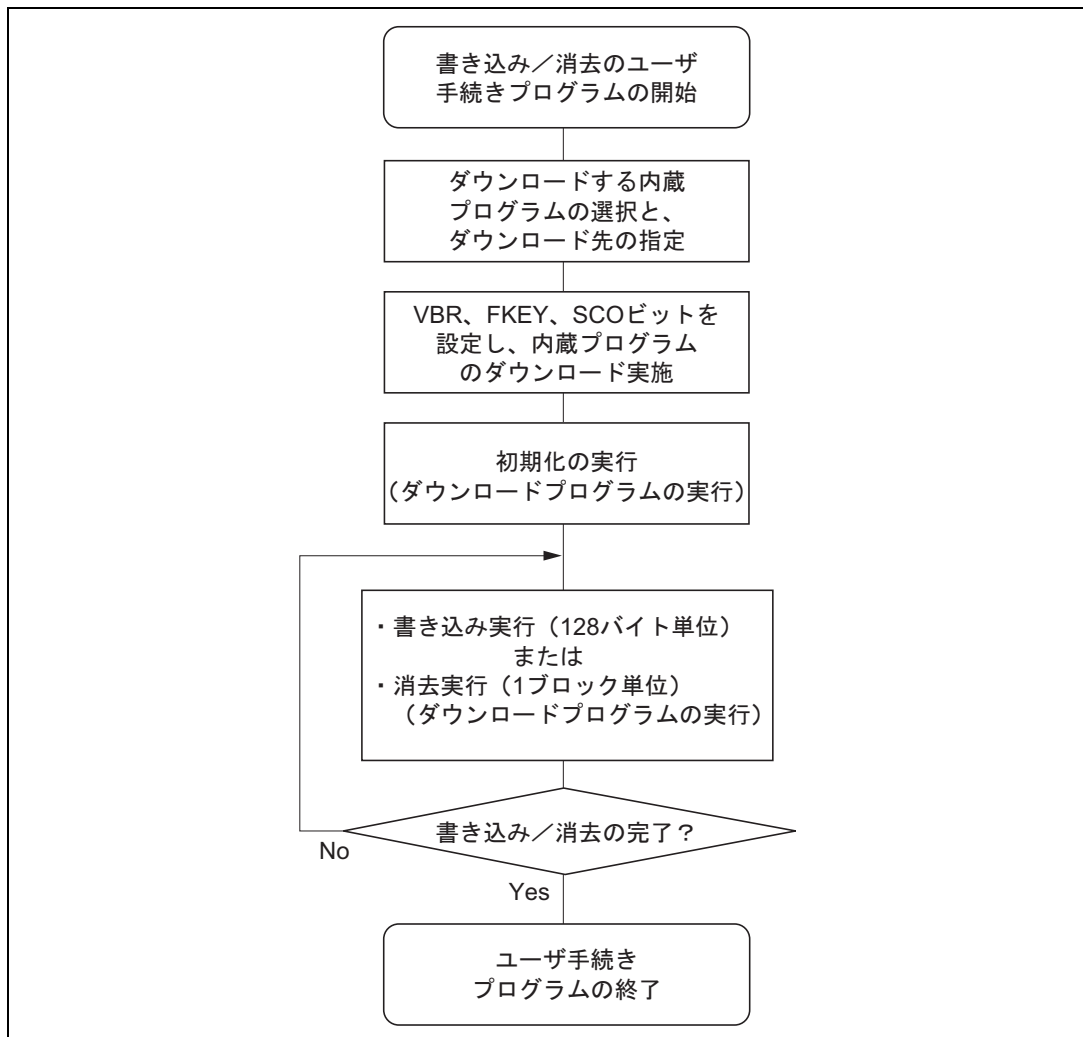 書き込み／消去のユーザ
手続きプログラムの開始
ダウンロードする内蔵
プログラムの選択と、
ダウンロード先の指定
VBR、FKEY、SCOビットを
設定し、内蔵プログラム
のダウンロード実施
初期化の実行
（ダウンロードプログラムの実行）
・書き込み実行（128バイト単位）
または
・消去実行（1ブロック単位）
（ダウンロードプログラムの実行）
書き込み／消去の完了？
No
Yes
ユーザ手続き
プログラムの終了